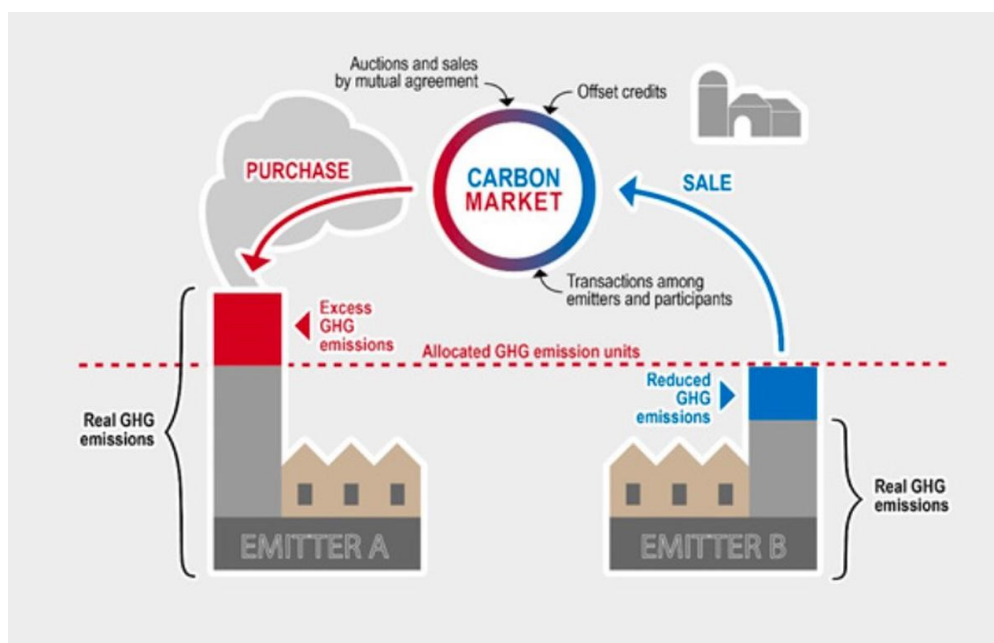 Auctions and sales
by mutual agreement
Offset credits
PURCHASE
CARBON
MARKET
SALE
Transactions among
emitters and participants
Excess
GHG
emissions
Allocated GHG emission units
Reduced
GHG
emissions
Real GHG
emissions
Real GHG
emissions
EMITTER A
EMITTER B